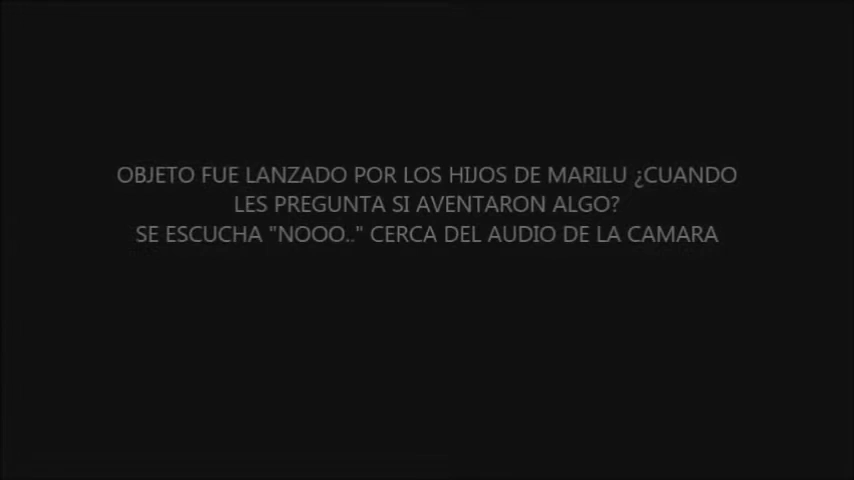 OBJETO FUE LANZADO POR LOS HIJOS DE MARILU ¿CUANDO
LES PREGUNTA SI AVENTARON ALGO?
SE ESCUCHA "NOOO.." CERCA DEL AUDIO DE LA CAMARA